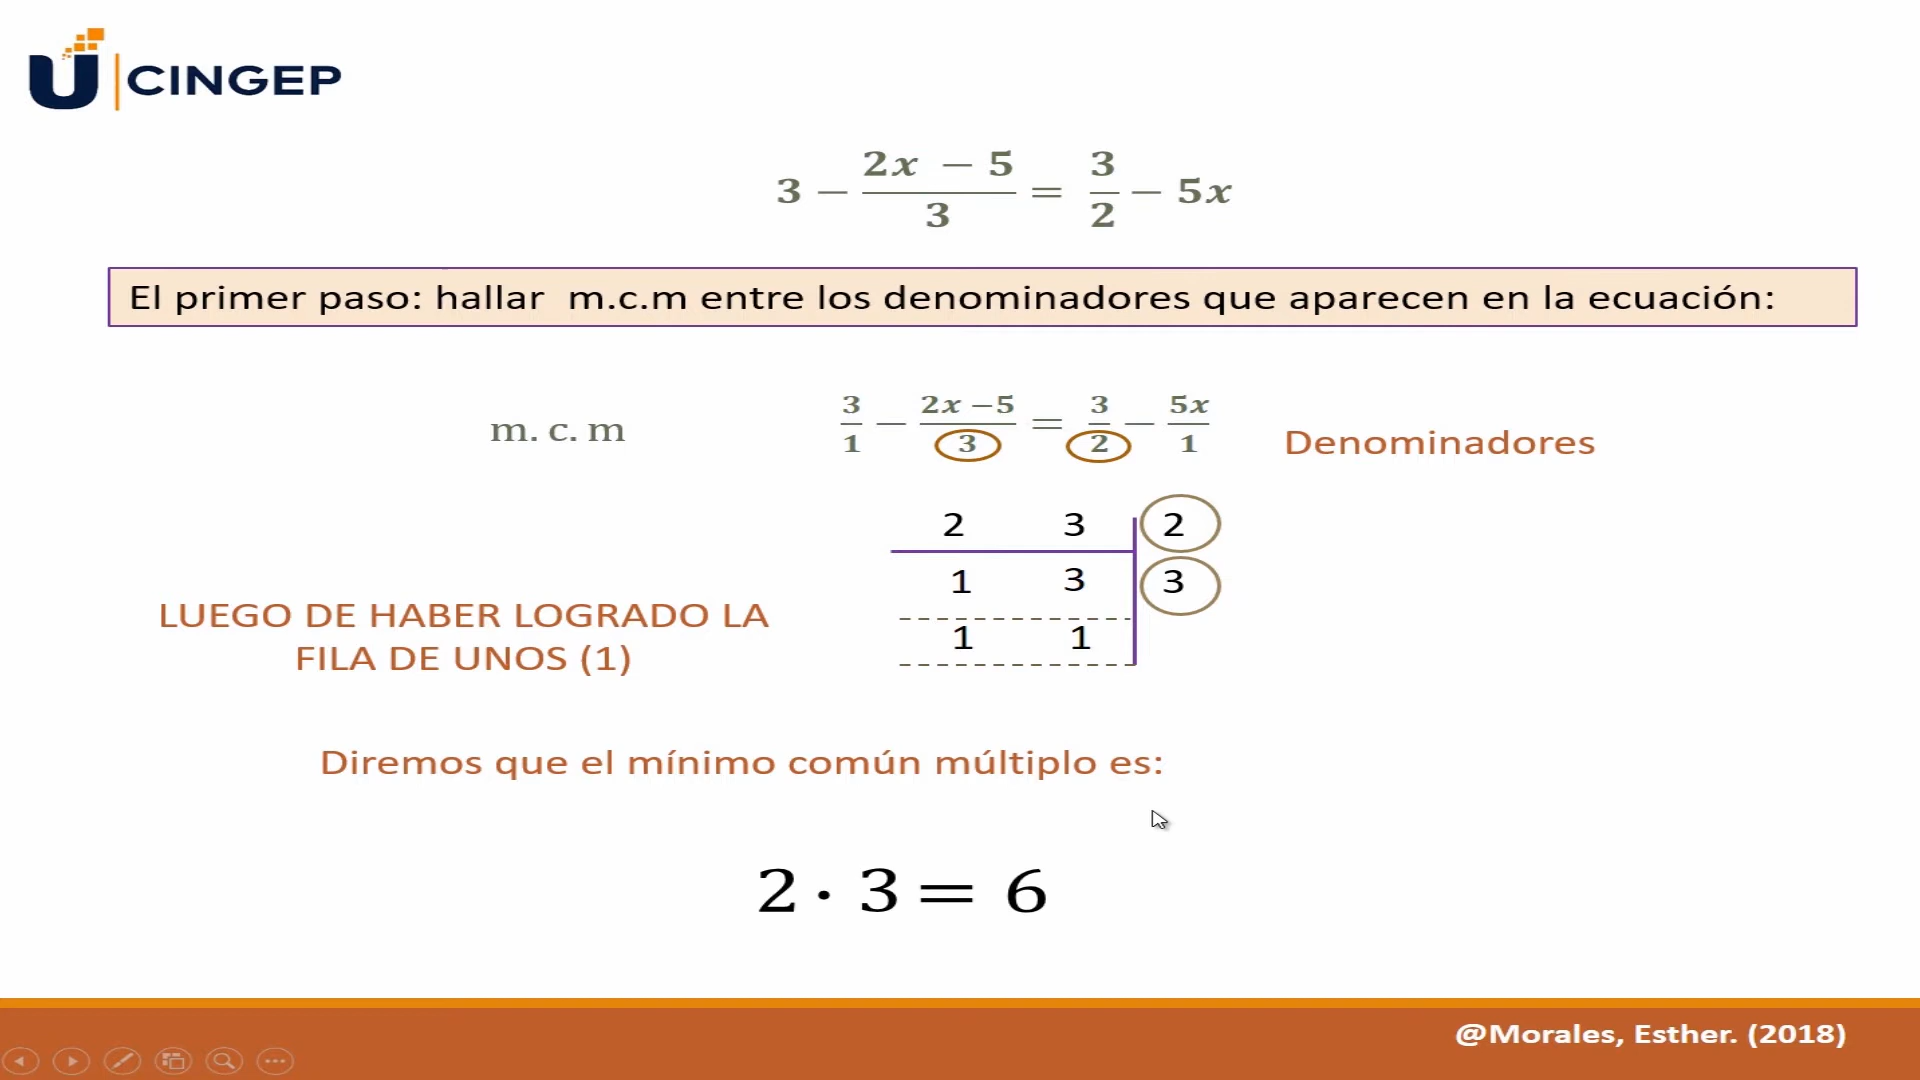 U CINGEP
3 − (2x − 5)/3 = 3/2 − 5x
El primer paso: hallar m.c.m entre los denominadores que aparecen en la ecuación:
m. c. m
3/1 − (2x −5)/3 = 3/2 − 5x/1
Denominadores
2 3 2
1 3 3
1 1
LUEGO DE HABER LOGRADO LA
FILA DE UNOS (1)
Diremos que el mínimo común múltiplo es:
2 · 3 = 6
@Morales, Esther. (2018)